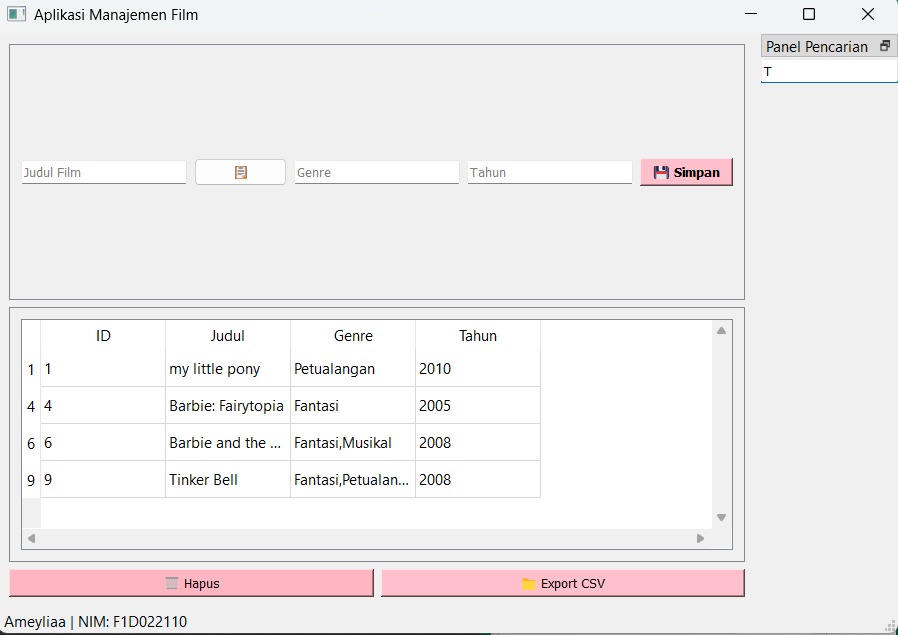 Aplikasi Manajemen Film
Panel Pencarian
T
Judul Film Genre Tahun Simpan
ID Judul Genre Tahun
1 1 my little pony Petualangan 2010
4 4 Barbie: Fairytopia Fantasi 2005
6 6 Barbie and the ... Fantasi,Musikal 2008
9 9 Tinker Bell Fantasi,Petualan... 2008
Hapus Export CSV
Ameyliaa | NIM: F1D022110